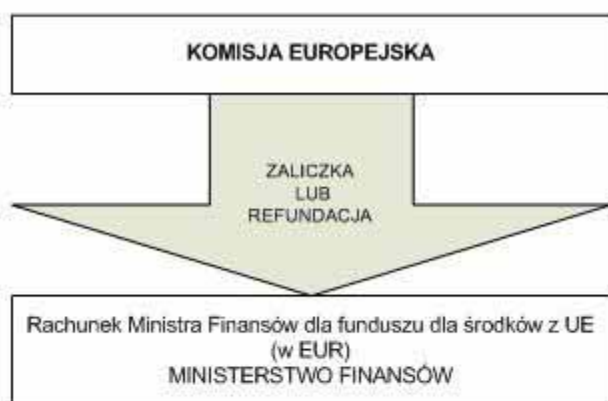 KOMISJA EUROPEJSKA
ZALICZKA
LUB
REFUNDACJA
Rachunek Ministra Finansów dla funduszu dla środków z UE
(w EUR)
MINISTERSTWO FINANSÓW